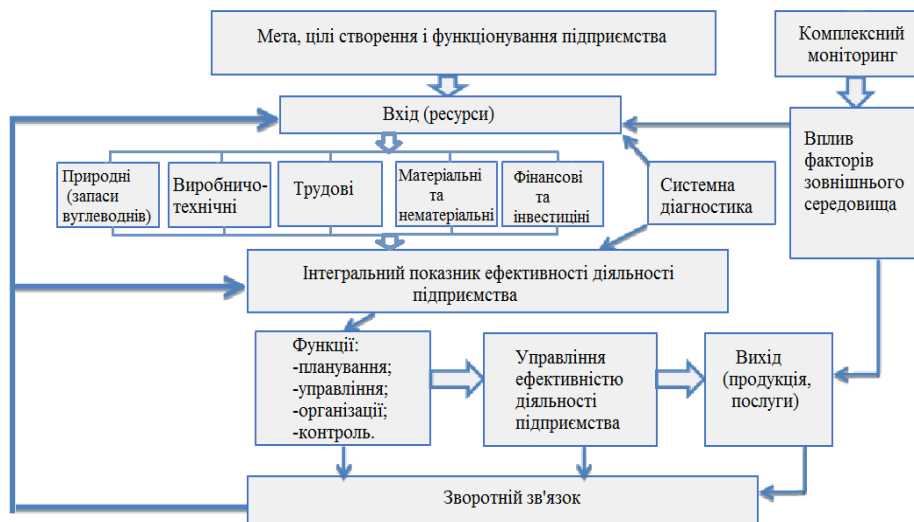 Мета, цілі створення і функціонування підприємства
Комплексний
моніторинг
Вхід (ресурси)
Вплив
факторів
зовнішнього
середовища
Природні
(запаси
вуглеводнів)
Виробничо-
технічні
Трудові
Матеріальні
та
нематеріальні
Фінансові та
інвестиціні
Системна
діагностика
Інтегральний показник ефективності діяльності
підприємства
Функції:
-планування;
-управління;
-організації;
-контроль.
Управління
ефективністю
діяльності
підприємства
Вихід
(продукція,
послуги)
Зворотній зв'язок